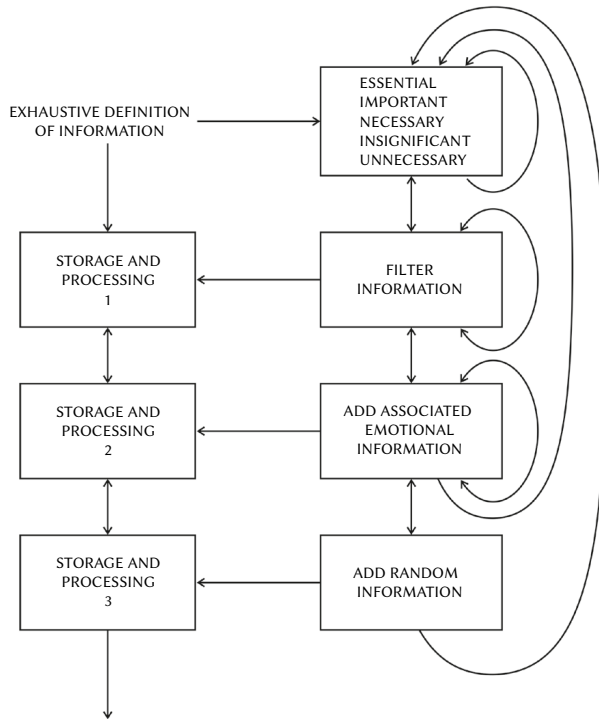 EXHAUSTIVE DEFINITION
OF INFORMATION
ESSENTIAL
IMPORTANT
NECESSARY
INSIGNIFICANT
UNNECESSARY
STORAGE AND
PROCESSING
1
FILTER
INFORMATION
STORAGE AND
PROCESSING
2
ADD ASSOCIATED
EMOTIONAL
INFORMATION
STORAGE AND
PROCESSING
3
ADD RANDOM
INFORMATION